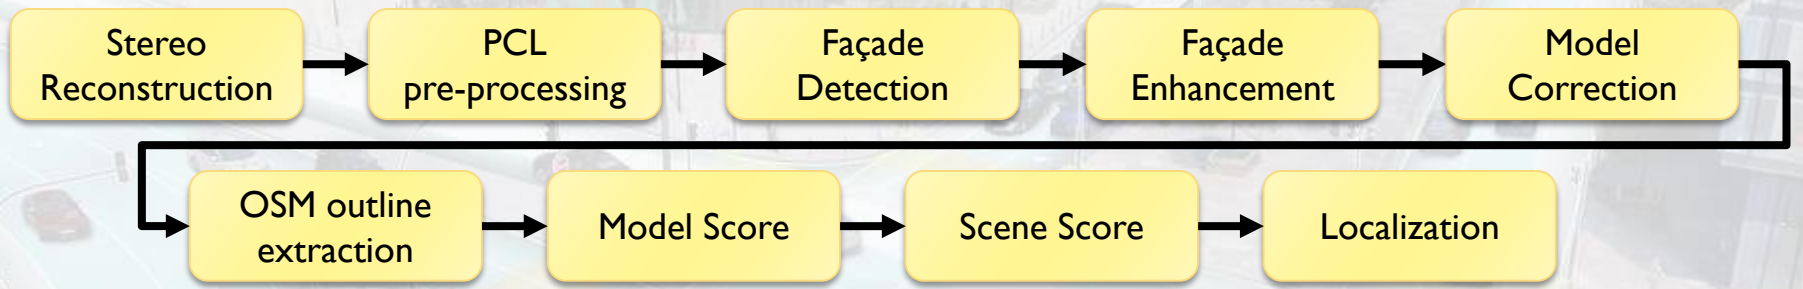 Stereo
Reconstruction
PCL
pre-processing
Façade
Detection
Façade
Enhancement
Model
Correction
OSM outline
extraction
Model Score
Scene Score
Localization